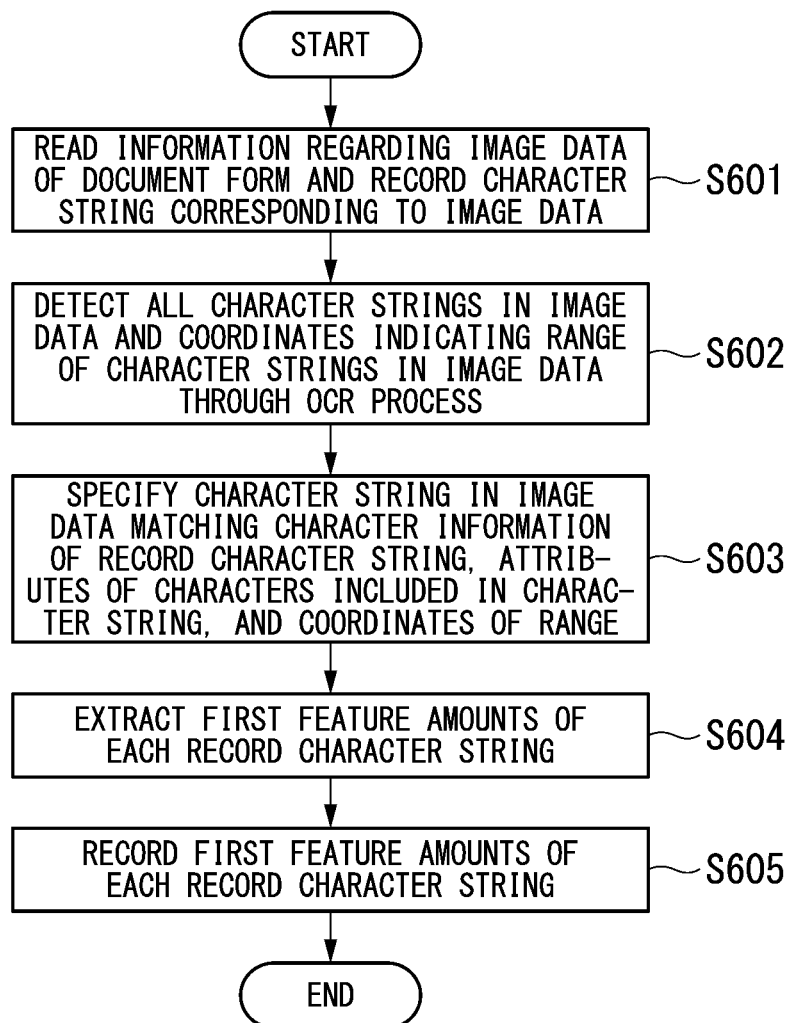 START
READ INFORMATION REGARDING IMAGE DATA
OF DOCUMENT FORM AND RECORD CHARACTER
STRING CORRESPONDING TO IMAGE DATA
S601
DETECT ALL CHARACTER STRINGS IN IMAGE
DATA AND COORDINATES INDICATING RANGE
OF CHARACTER STRINGS IN IMAGE DATA
THROUGH OCR PROCESS
S602
SPECIFY CHARACTER STRING IN IMAGE
DATA MATCHING CHARACTER INFORMATION
OF RECORD CHARACTER STRING, ATTRIB-
UTES OF CHARACTERS INCLUDED IN CHARAC-
TER STRING, AND COORDINATES OF RANGE
S603
EXTRACT FIRST FEATURE AMOUNTS OF
EACH RECORD CHARACTER STRING
S604
RECORD FIRST FEATURE AMOUNTS OF
EACH RECORD CHARACTER STRING
S605
END